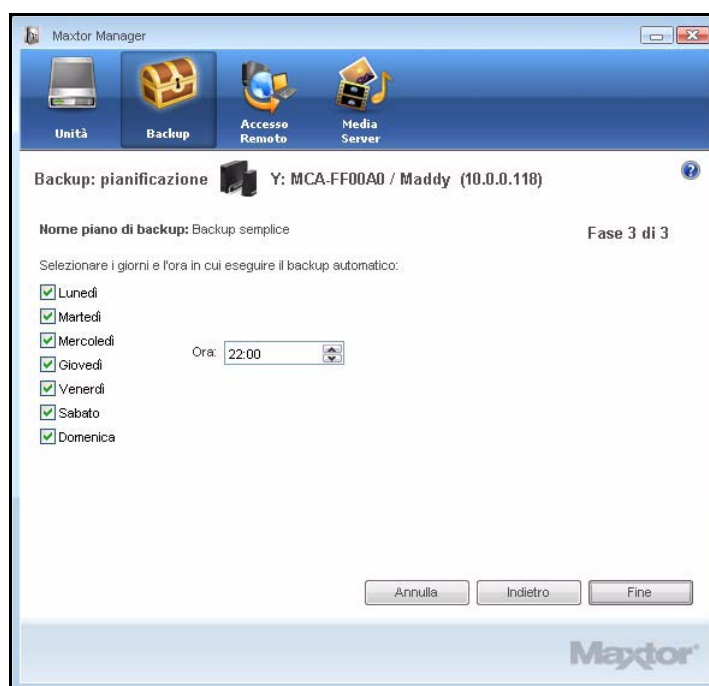 Maxtor Manager
Unità
Backup
Accesso
Remoto
Media
Server
Backup: pianificazione Y: MCA-FF00A0 / Maddy (10.0.0.118)
Nome piano di backup: Backup semplice
Fase 3 di 3
Selezionare i giorni e l'ora in cui eseguire il backup automatico:
Lunedì
Martedì
Mercoledì
Giovedì
Venerdì
Sabato
Domenica
Ora: 22:00
Annulla
Indietro
Fine
Maxtor